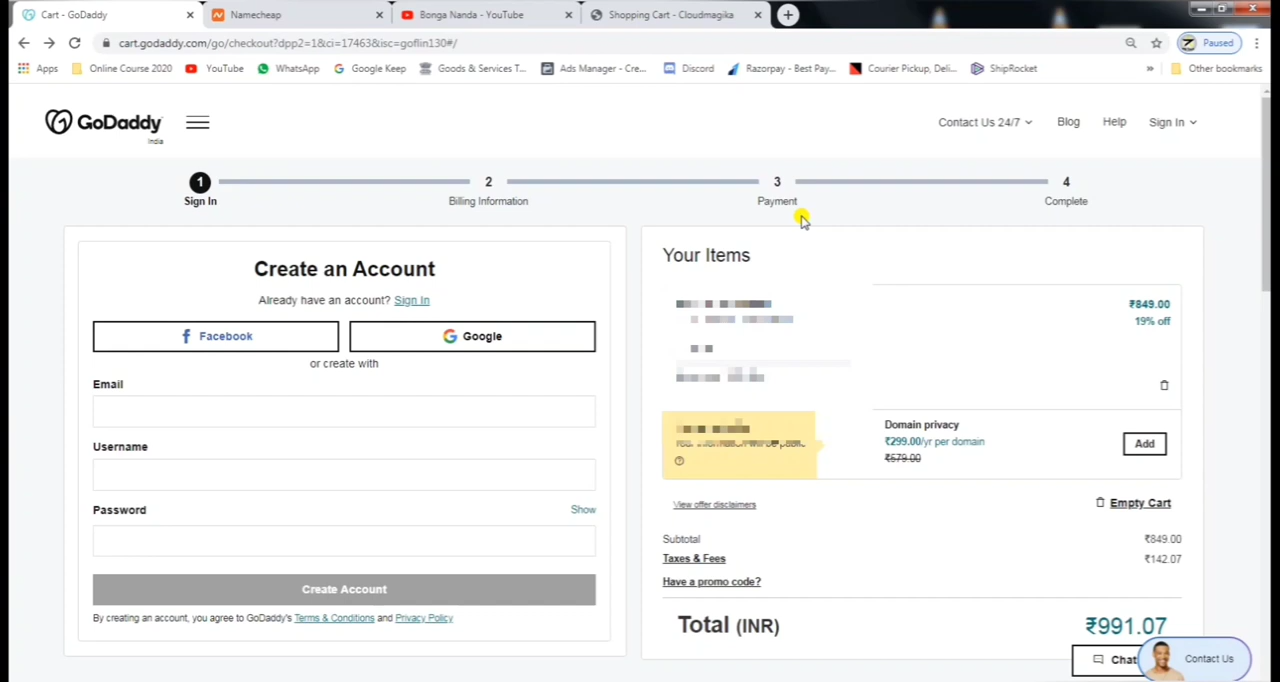 Cart - GoDaddy
Namecheap
Bonga Nanda - YouTube
Shopping Cart - Cloudmagika
cart.godaddy.com/go/checkout?dpp2=1&ci=17463&isc=goflin130#/
Paused
Apps
Online Course 2020
YouTube
WhatsApp
Google Keep
Goods & Services T...
Ads Manager - Cre...
Discord
Razorpay - Best Pay...
Courier Pickup, Deli...
ShipRocket
»
Other bookmarks
GoDaddy
India
Contact Us 24/7
Blog
Help
Sign In
1
2
3
4
Sign In
Billing Information
Payment
Complete
Create an Account
Already have an account? Sign In
Facebook
Google
or create with
Email
Username
Password
Show
Create Account
By creating an account, you agree to GoDaddy's Terms & Conditions and Privacy Policy
Your Items
₹849.00
19% off
Your information will be public
Domain privacy
₹299.00/yr per domain
₹579.00
Add
View offer disclaimers
Empty Cart
Subtotal
₹849.00
Taxes & Fees
₹142.07
Have a promo code?
Total (INR)
₹991.07
Chat
Contact Us